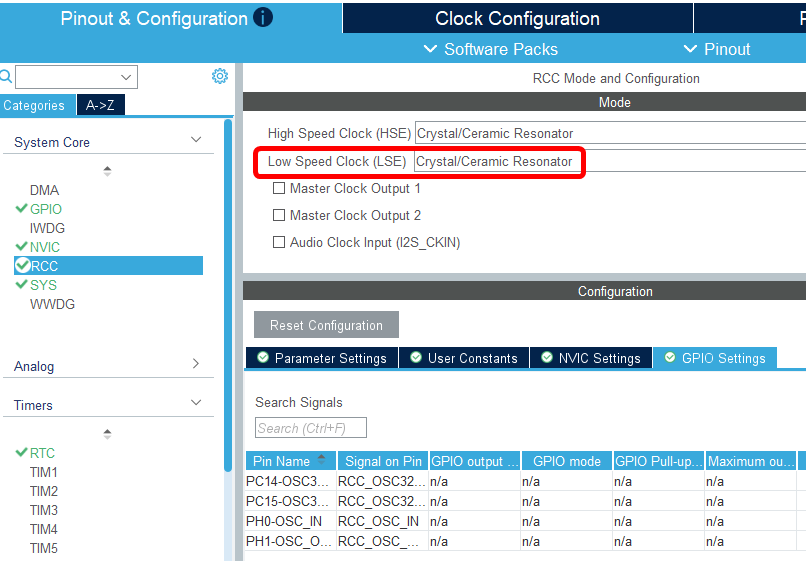 Pinout & Configuration
Clock Configuration
P
Software Packs
Pinout
RCC Mode and Configuration
Categories
A->Z
Mode
System Core
High Speed Clock (HSE) Crystal/Ceramic Resonator
Low Speed Clock (LSE) Crystal/Ceramic Resonator
Master Clock Output 1
Master Clock Output 2
Audio Clock Input (I2S_CKIN)
DMA
GPIO
IWDG
NVIC
RCC
SYS
WWDG
Analog
Timers
RTC
TIM1
TIM2
TIM3
TIM4
TIM5
Configuration
Reset Configuration
Parameter Settings
User Constants
NVIC Settings
GPIO Settings
Search Signals
Search (Ctrl+F)
Pin Name Signal on Pin GPIO output ... GPIO mode GPIO Pull-up... Maximum ou...
PC14-OSC3... RCC_OSC32... n/a n/a n/a n/a
PC15-OSC3... RCC_OSC32... n/a n/a n/a n/a
PH0-OSC_IN RCC_OSC_IN n/a n/a n/a n/a
PH1-OSC_O... RCC_OSC_... n/a n/a n/a n/a